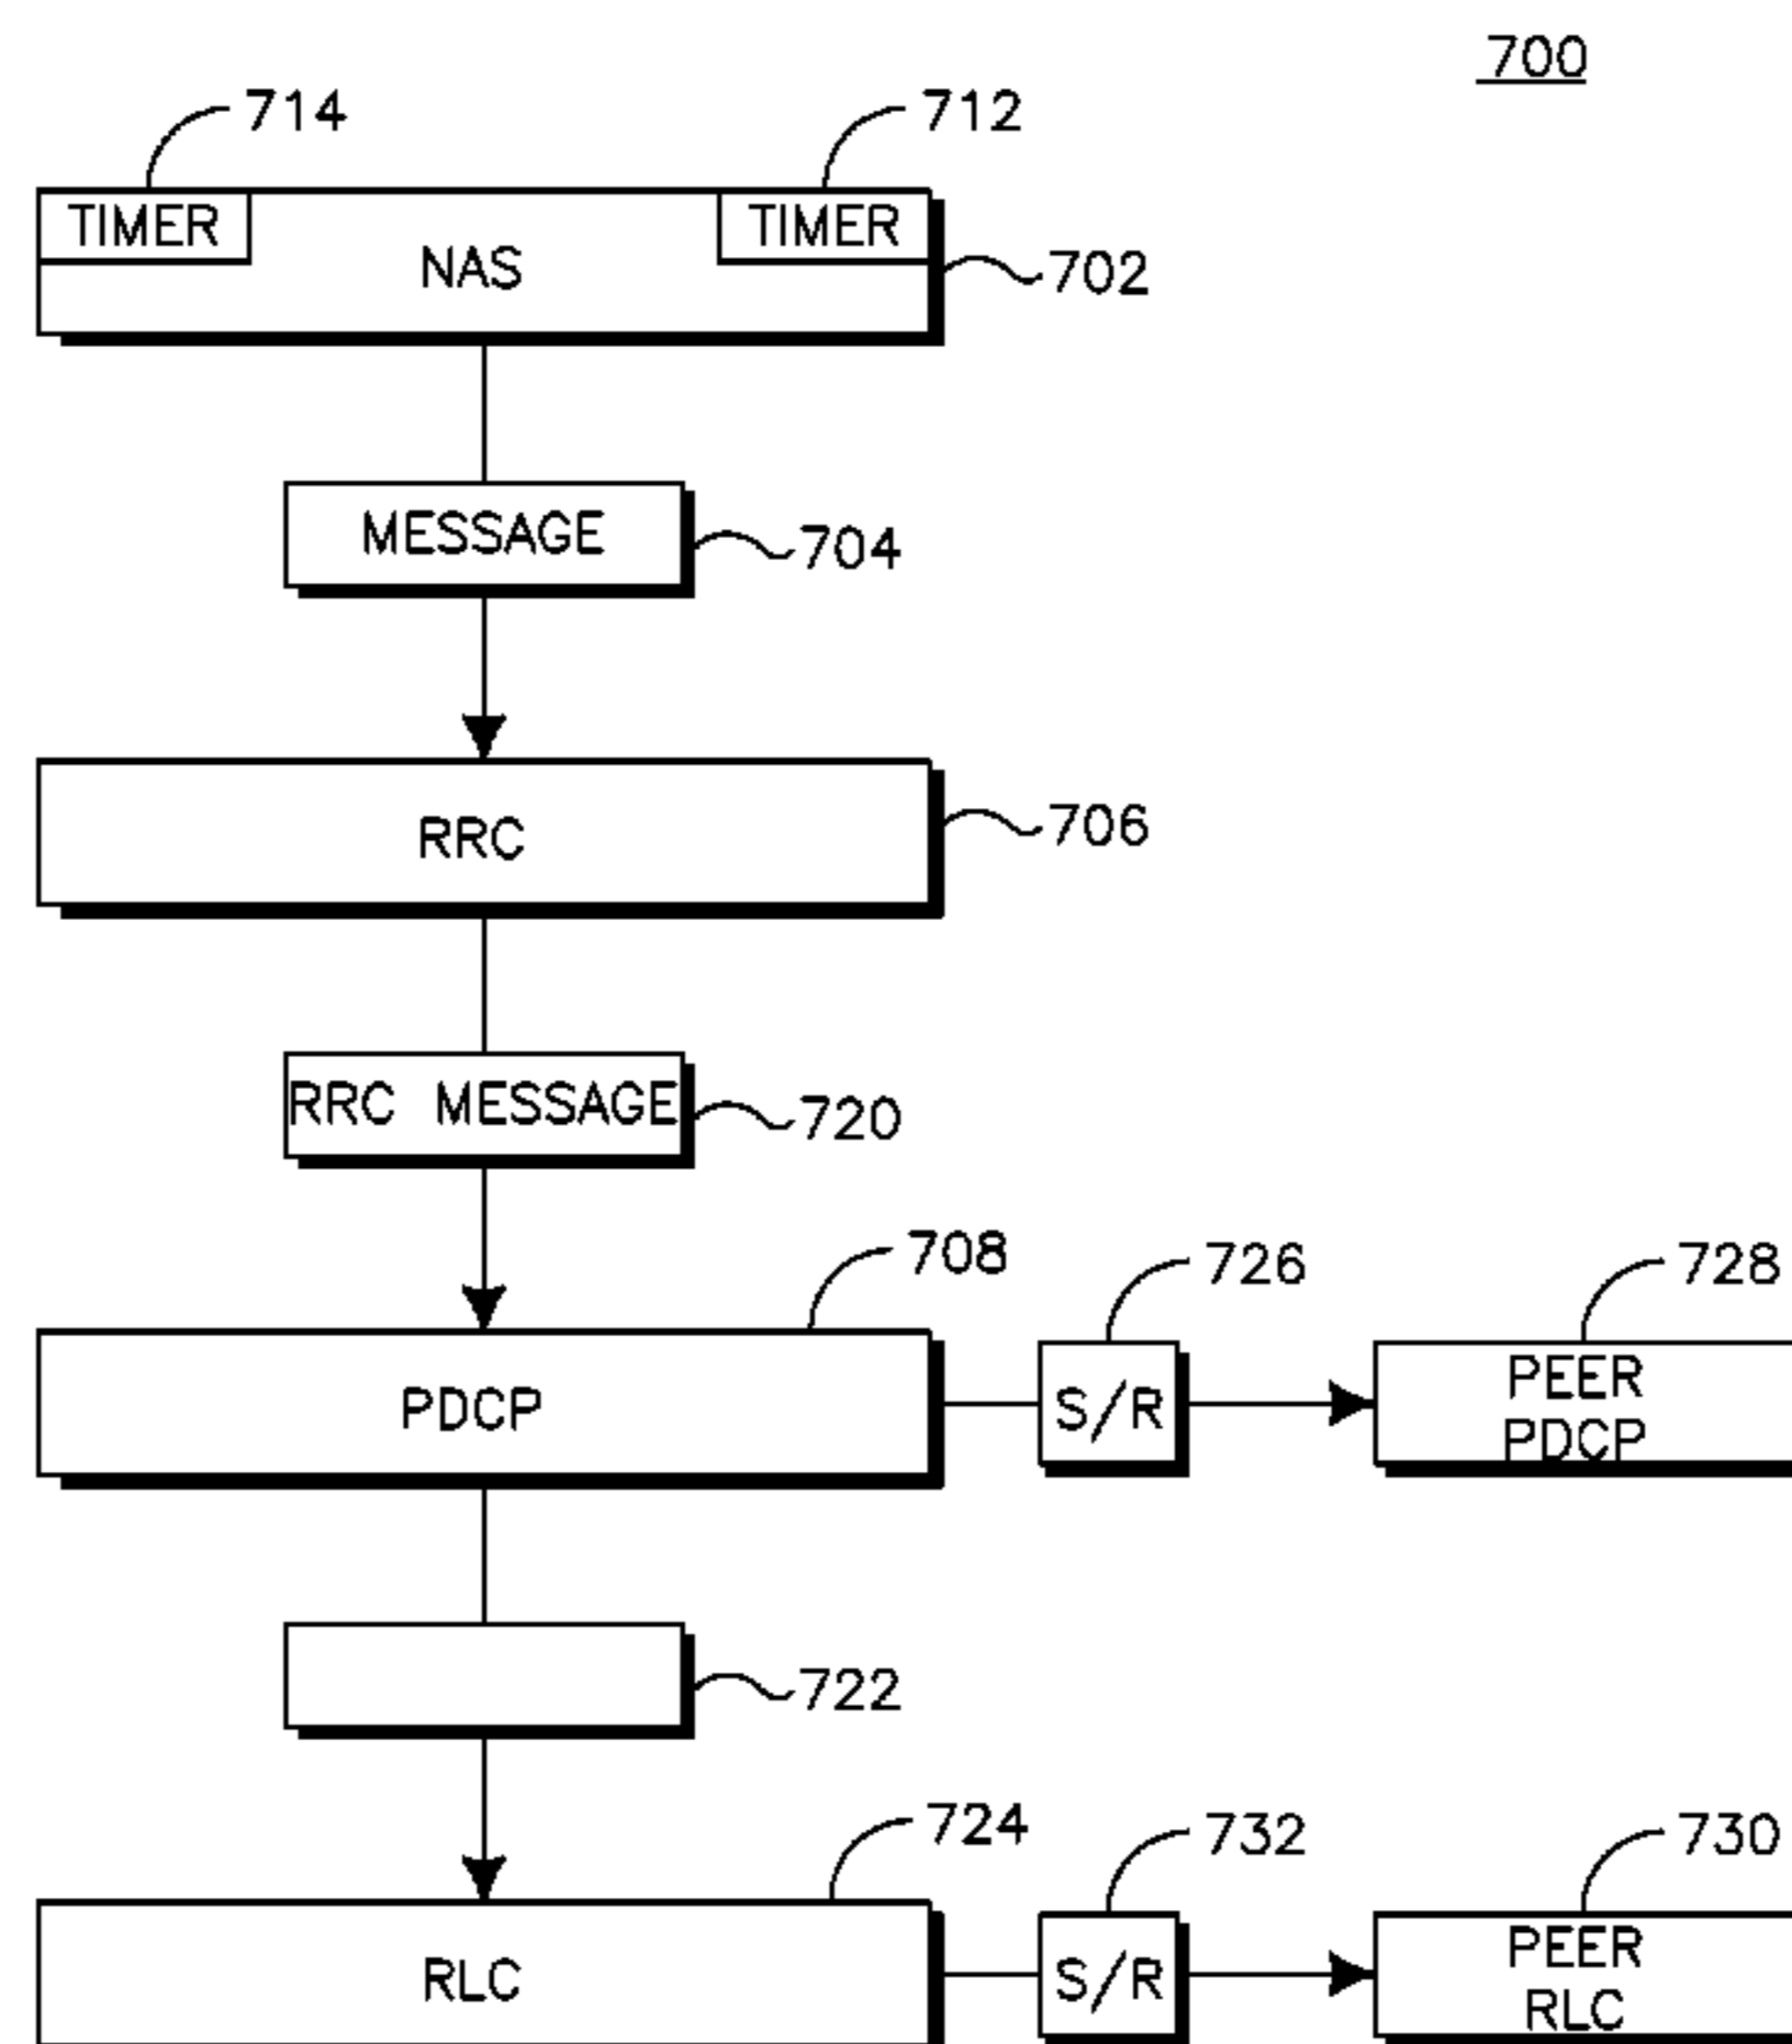 700
714
712
TIMER
TIMER
NAS
702
MESSAGE
704
RRC
706
RRC MESSAGE
720
708
726
728
PDCP
S/R
PEER
PDCP
722
724
732
730
RLC
S/R
PEER
RLC